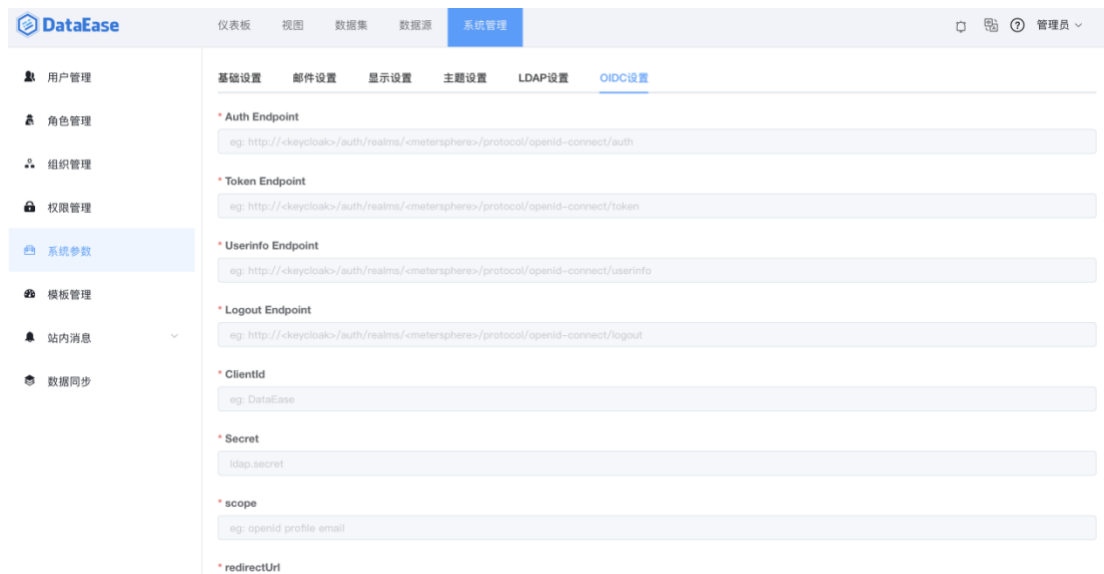 DataEase
仪表板 视图 数据集 数据源 系统管理 管理员
用户管理
角色管理
组织管理
权限管理
系统参数
模板管理
站内消息
数据同步
基础设置 邮件设置 显示设置 主题设置 LDAP设置 OIDC设置
* Auth Endpoint
eg: http://<keycloak>/auth/realms/<metersphere>/protocol/openid-connect/auth
* Token Endpoint
eg: http://<keycloak>/auth/realms/<metersphere>/protocol/openid-connect/token
* Userinfo Endpoint
eg: http://<keycloak>/auth/realms/<metersphere>/protocol/openid-connect/userinfo
* Logout Endpoint
eg: http://<keycloak>/auth/realms/<metersphere>/protocol/openid-connect/logout
* ClientId
eg: DataEase
* Secret
ldap.secret
* scope
eg: openid profile email
* redirectUrl